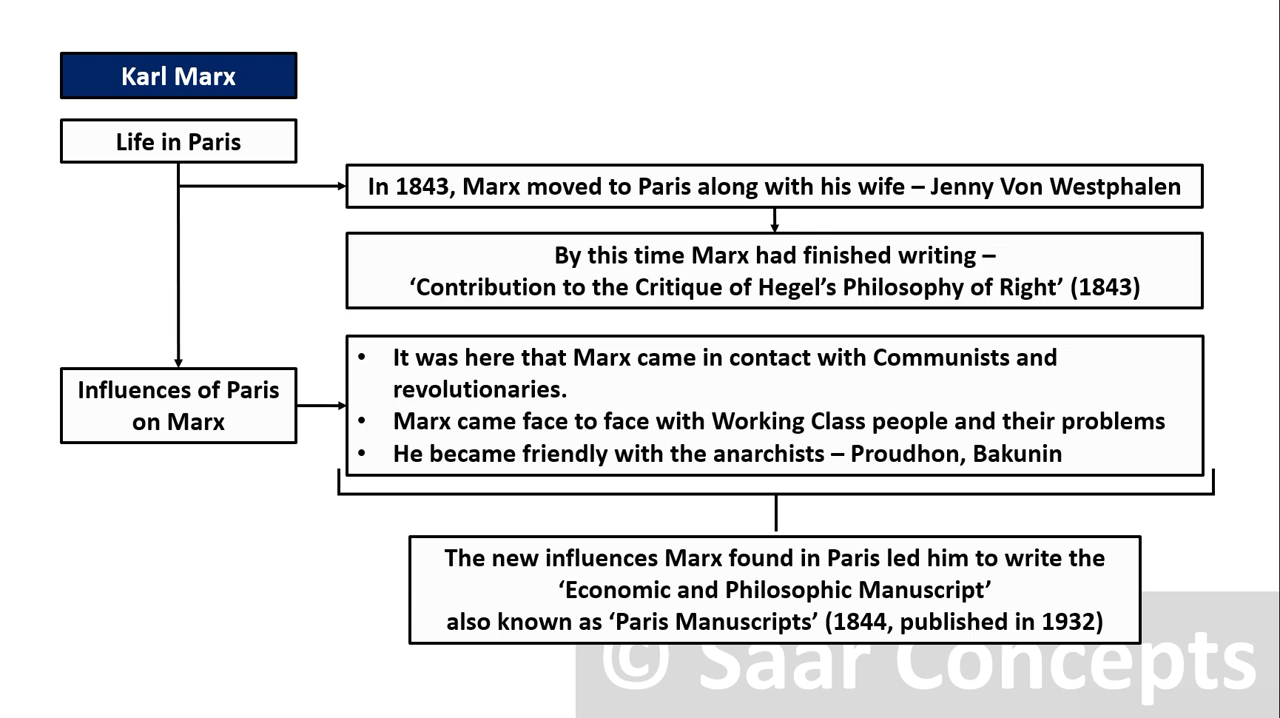 Karl Marx
Life in Paris
In 1843, Marx moved to Paris along with his wife – Jenny Von Westphalen
By this time Marx had finished writing –
‘Contribution to the Critique of Hegel’s Philosophy of Right’ (1843)
Influences of Paris
on Marx
• It was here that Marx came in contact with Communists and
revolutionaries.
• Marx came face to face with Working Class people and their problems
• He became friendly with the anarchists – Proudhon, Bakunin
The new influences Marx found in Paris led him to write the
‘Economic and Philosophic Manuscript’
also known as ‘Paris Manuscripts’ (1844, published in 1932)
© Saar Concepts